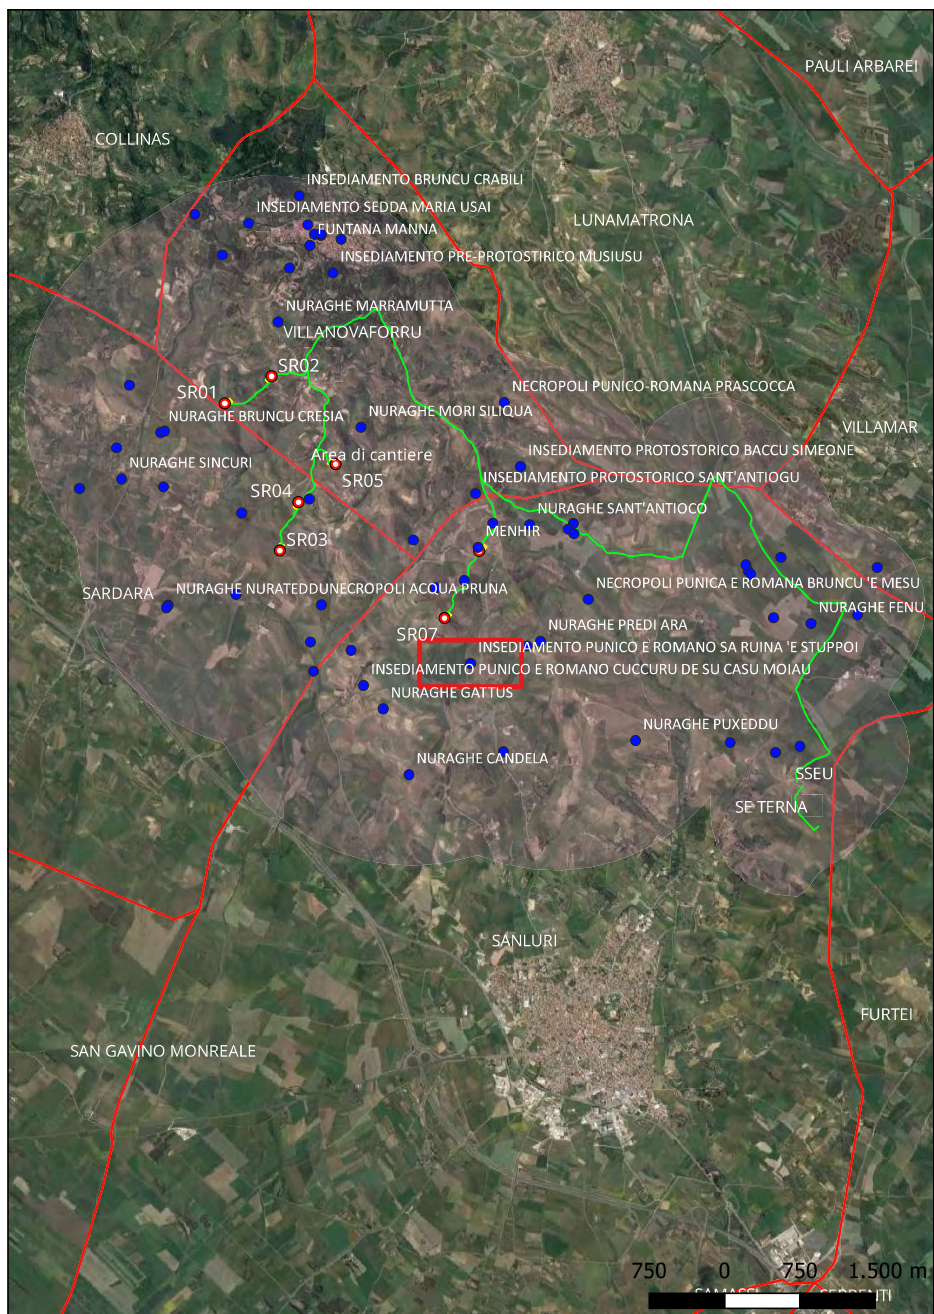 PAULI ARBAREI
COLLINAS
INSEDIAMENTO BRUNCU CRABILI
INSEDIAMENTO SEDDA MARIA USAI
LUNAMATRONA
FUNTANA MANNA
INSEDIAMENTO PRE-PROTOSTIRICO MUSIUSU
NURAGHE MARRAMUTTA
VILLANOVAFORRU
SR02
NECROPOLI PUNICO-ROMANA PRASCOCCA
SR01
NURAGHE BRUNCU CRESIA
NURAGHE MORI SILIQUA
VILLAMAR
INSEDIAMENTO PROTOSTORICO BACCU SIMEONE
Area di cantiere
NURAGHE SINCURI
INSEDIAMENTO PROTOSTORICO SANT'ANTIOGU
SR05
SR04
NURAGHE SANT'ANTIOCO
MENHIR
SR03
NECROPOLI PUNICA E ROMANA BRUNCU 'E MESU
SARDARA
NURAGHE NURATEDDU
NECROPOLI ACQUA PRUNA
NURAGHE FENU
NURAGHE PREDI ARA
SR07
INSEDIAMENTO PUNICO E ROMANO SA RUINA 'E STUPPOI
INSEDIAMENTO PUNICO E ROMANO CUCCURU DE SU CASU MOIAU
NURAGHE GATTUS
NURAGHE PUXEDDU
NURAGHE CANDELA
SSEU
SE TERNA
SANLURI
FURTEI
SAN GAVINO MONREALE
750 0 750 1.500 m